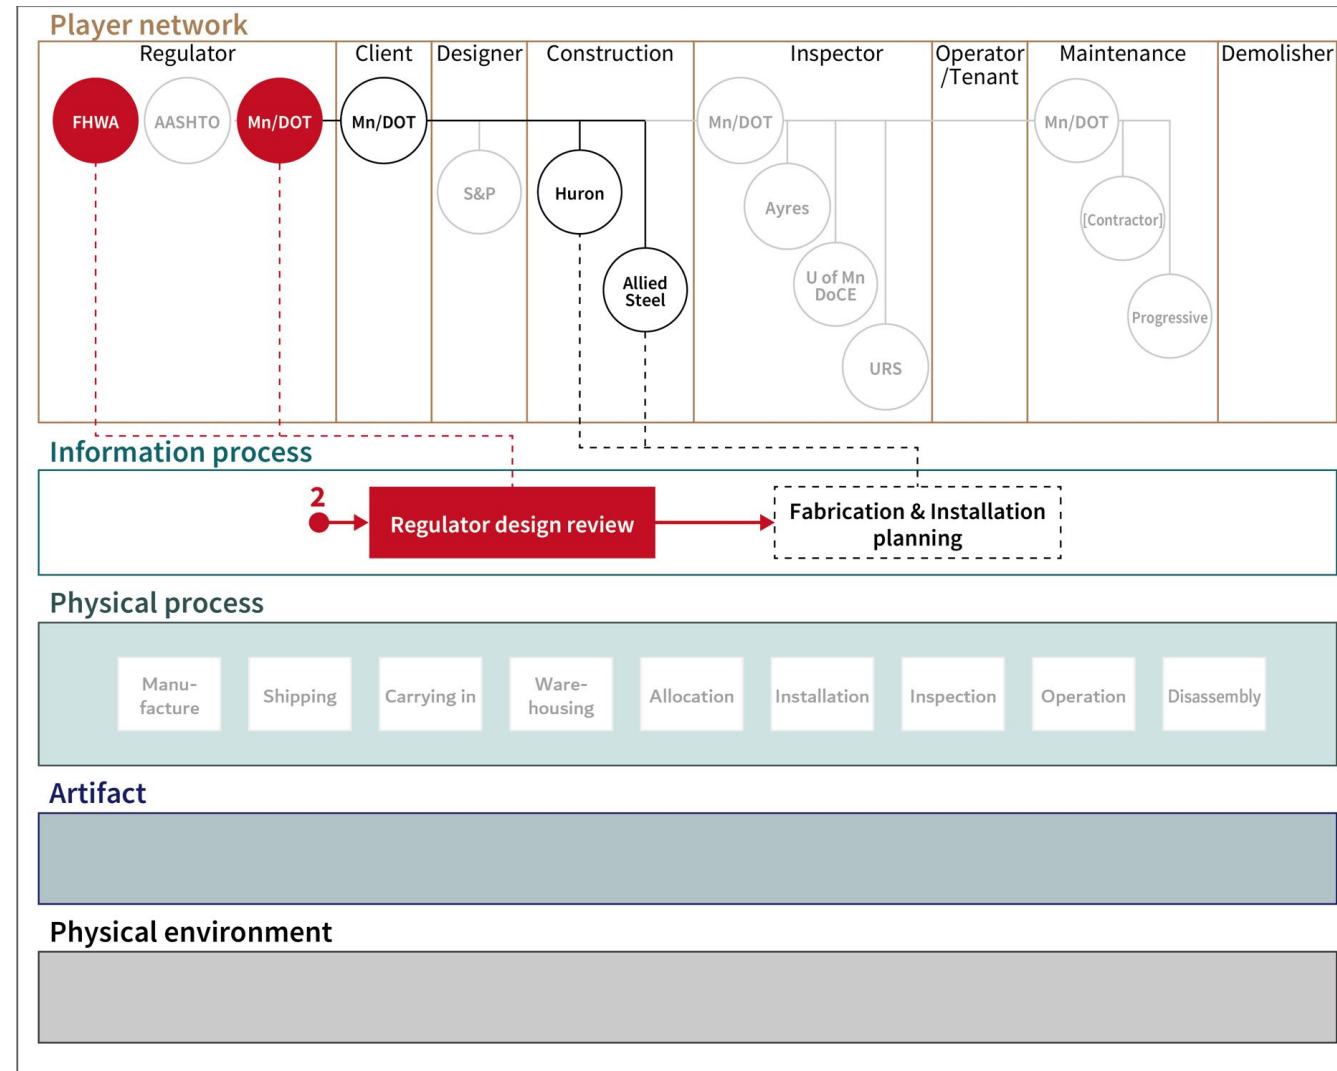 Player network
Regulator
Client
Designer
Construction
Inspector
Operator
/Tenant
Maintenance
Demolisher
FHWA
AASHTO
Mn/DOT
Mn/DOT
Mn/DOT
Mn/DOT
S&P
Huron
Ayres
[Contractor]
Allied
Steel
U of Mn
DoCE
Progressive
URS
Information process
2
Regulator design review
Fabrication & Installation
planning
Physical process
Manu-
facture
Shipping
Carrying in
Ware-
housing
Allocation
Installation
Inspection
Operation
Disassembly
Artifact
Physical environment